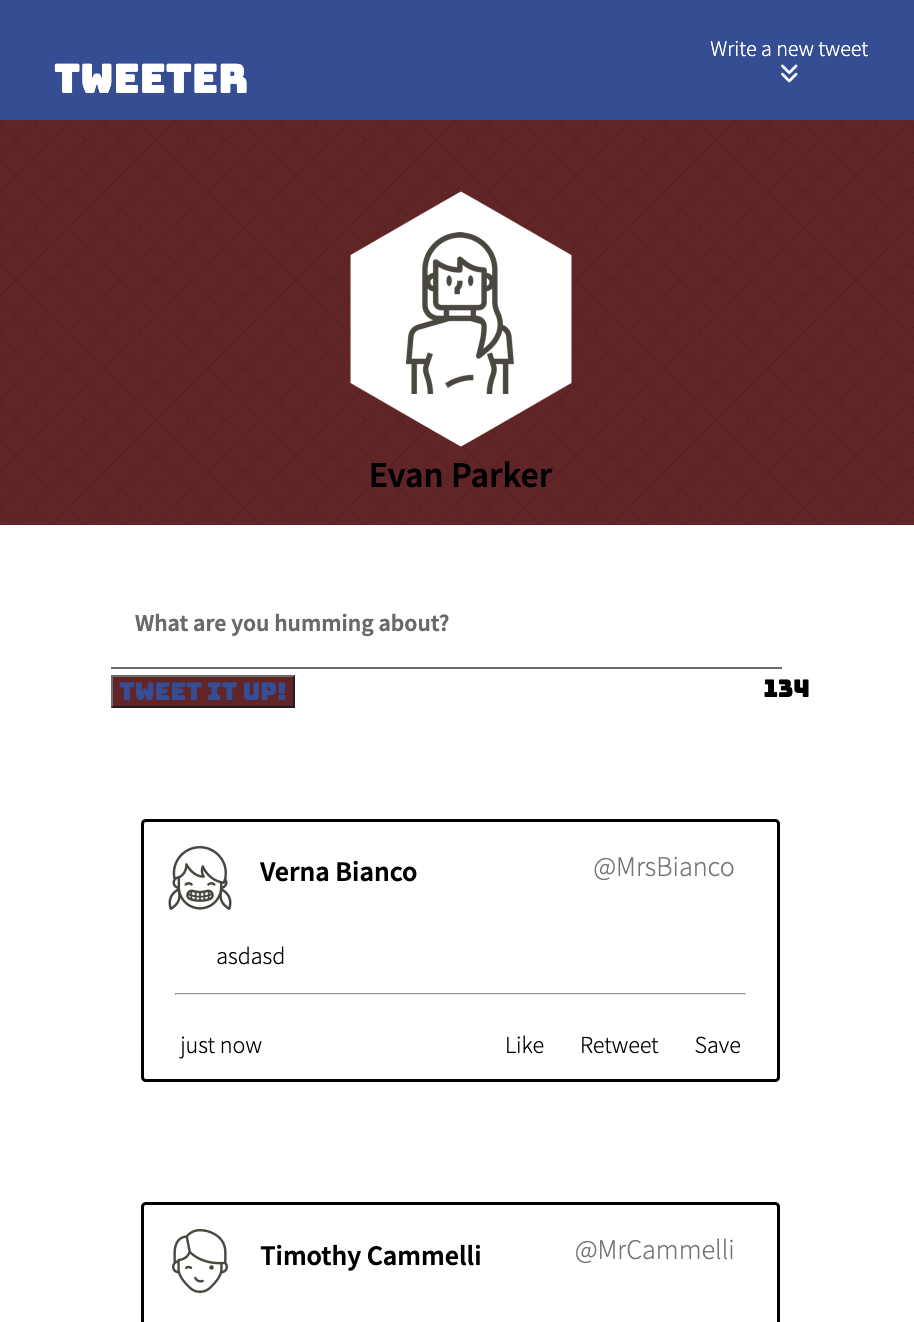 TWEETER
Write a new tweet
Evan Parker
What are you humming about?
TWEET IT UP!
134
Verna Bianco
@MrsBianco
asdasd
just now
Like
Retweet
Save
Timothy Cammelli
@MrCammelli